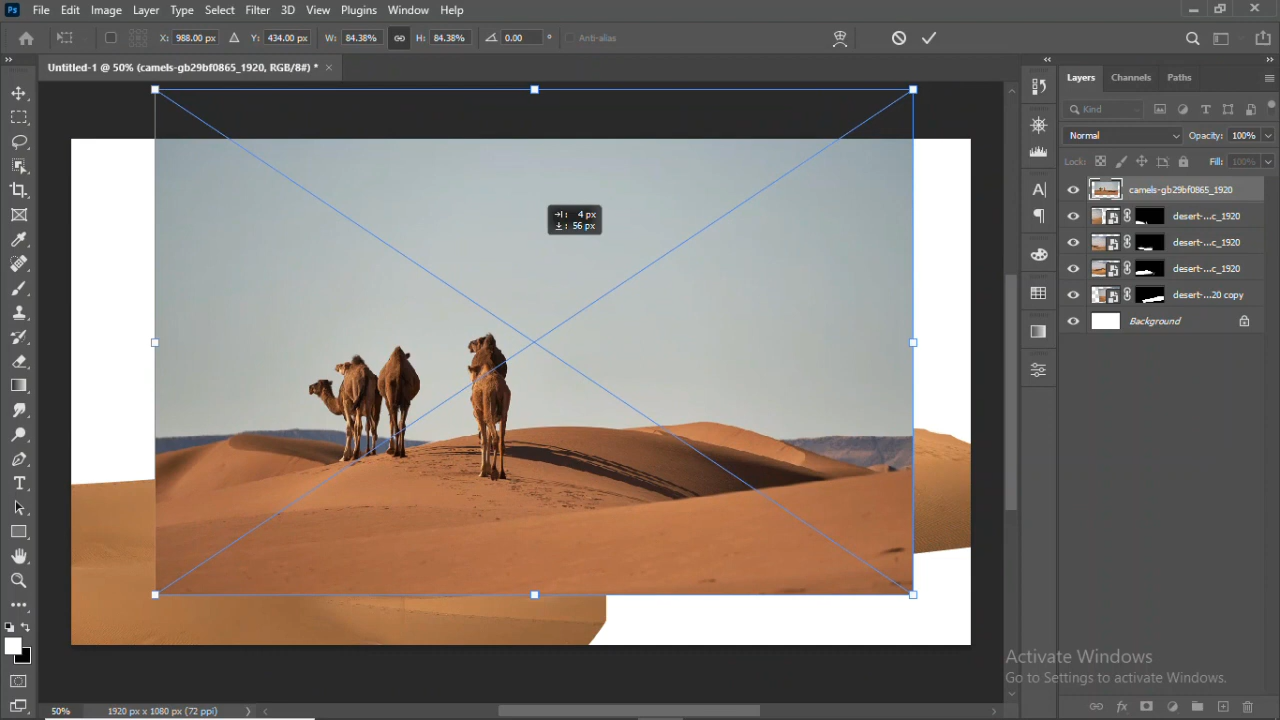 Ps File Edit Image Layer Type Select Filter 3D View Plugins Window Help
X: 988.00 px Y: 434.00 px W: 84.38% H: 84.38% 0.00 ° Anti-alias
Untitled-1 @ 50% (camels-gb29bf0865_1920, RGB/8#) * ×
Layers Channels Paths
Kind
Normal Opacity: 100%
Lock: Fill: 100%
camels-gb29bf0865_1920
desert-...c_1920
desert-...c_1920
desert-...c_1920
desert-...20 copy
Background
4 px
56 px
A
T
Activate Windows
Go to Settings to activate Windows.
50% 1920 px x 1080 px (72 ppi)